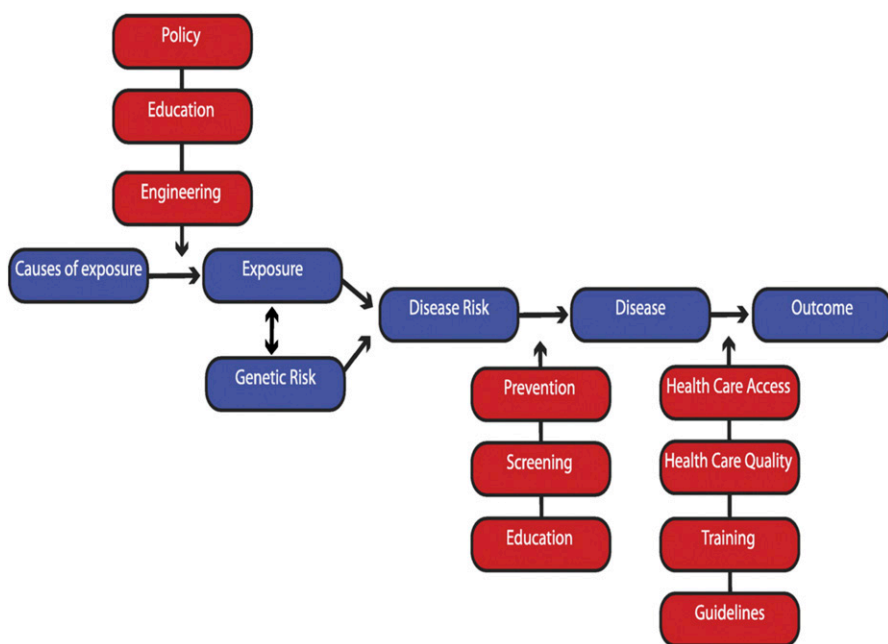 Policy
Education
Engineering
Causes of exposure
Exposure
Genetic Risk
Disease Risk
Disease
Outcome
Prevention
Screening
Education
Health Care Access
Health Care Quality
Training
Guidelines